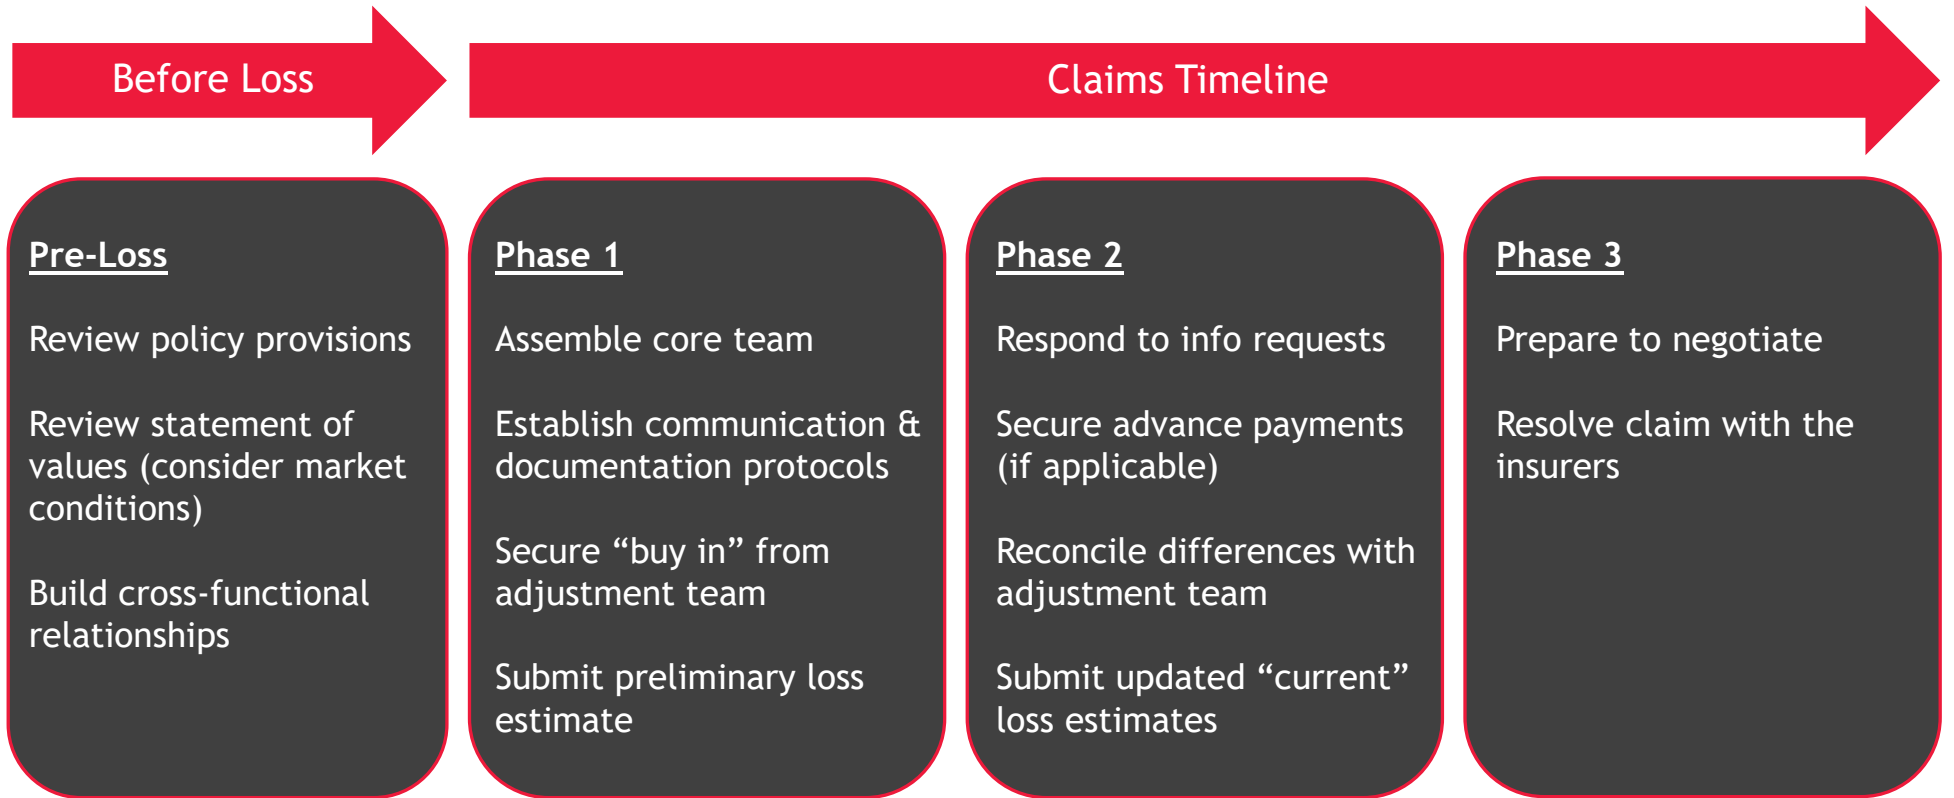 Before Loss
Claims Timeline
Pre-Loss
Review policy provisions
Review statement of
values (consider market
conditions)
Build cross-functional
relationships
Phase 1
Assemble core team
Establish communication &
documentation protocols
Secure “buy in” from
adjustment team
Submit preliminary loss
estimate
Phase 2
Respond to info requests
Secure advance payments
(if applicable)
Reconcile differences with
adjustment team
Submit updated “current”
loss estimates
Phase 3
Prepare to negotiate
Resolve claim with the
insurers